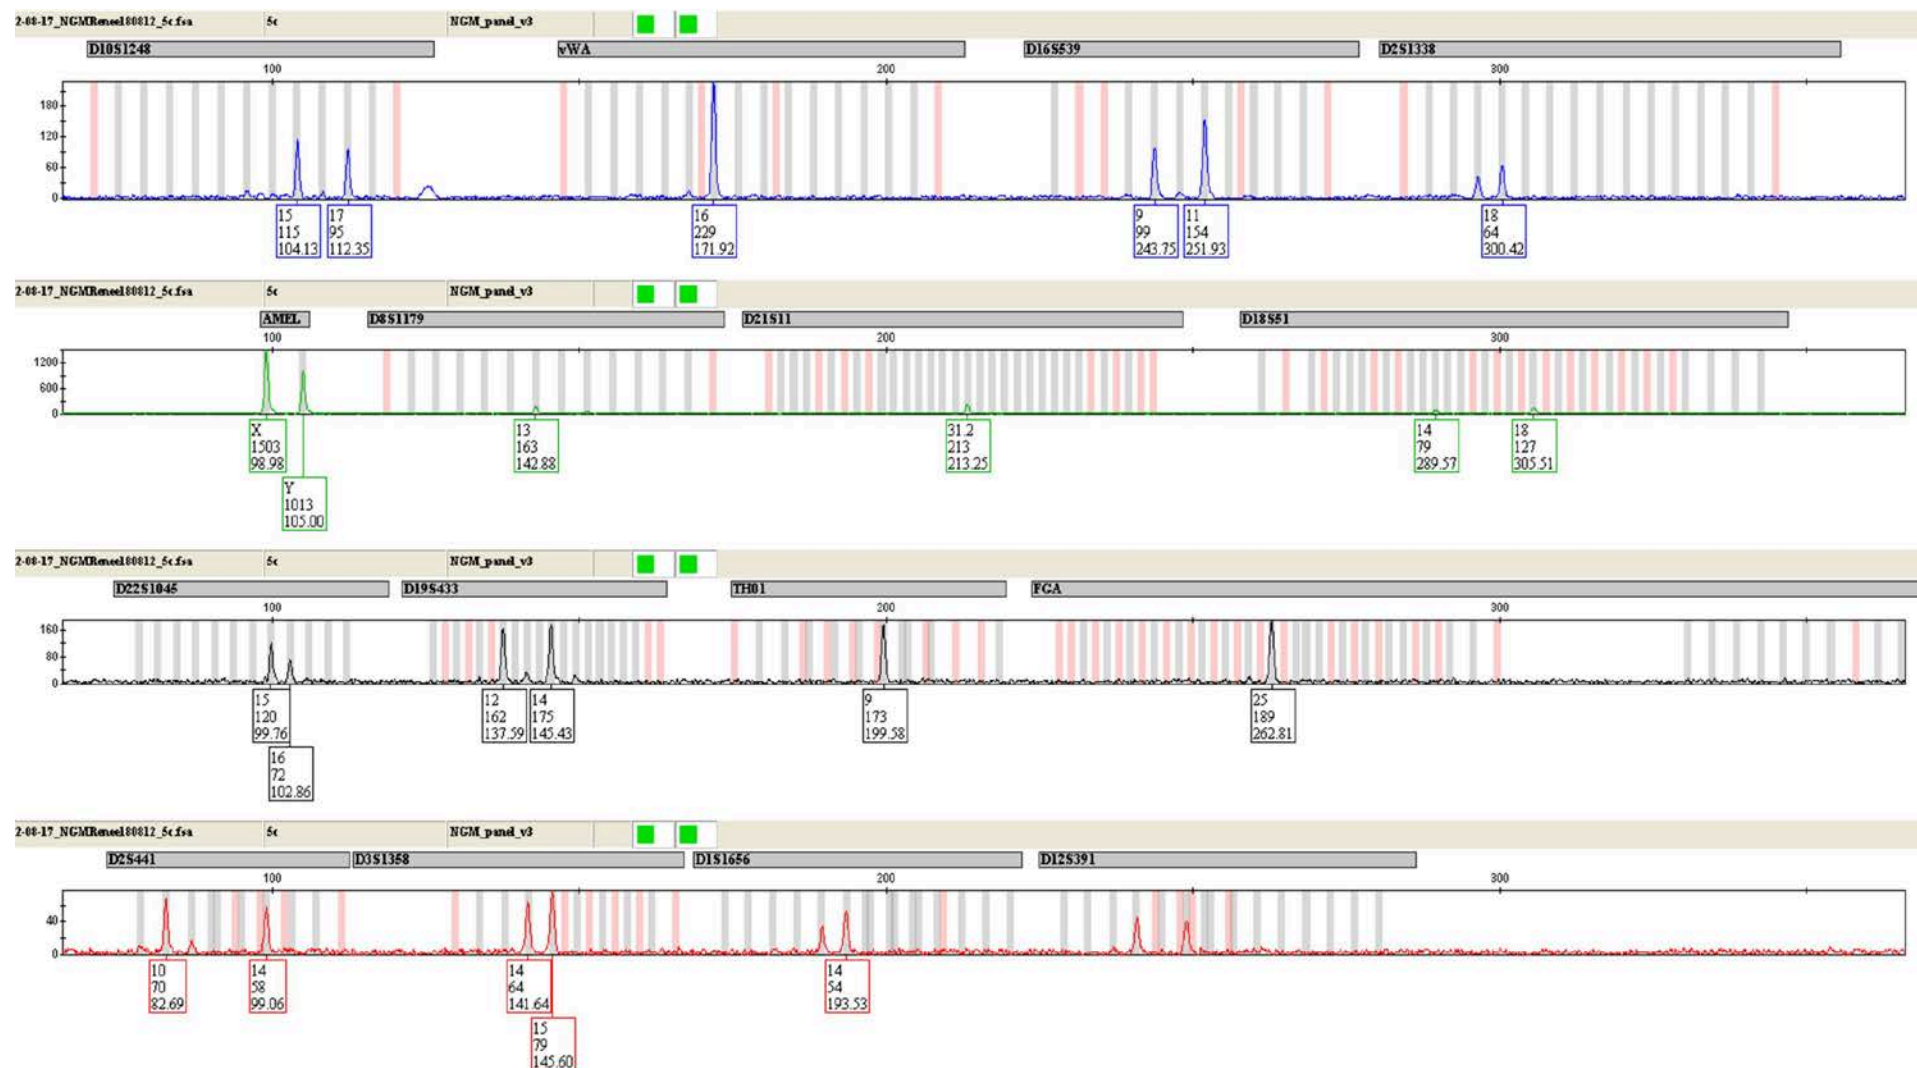 2-08-17_NGMReneel180812_5c.fsa 5c NGM_panel_v3
D10S1248 vWA D16S539 D2S1338
100 200 300
180
120
60
0
15 17 16 9 11 18
115 95 229 99 154 64
104.13 112.35 171.92 243.75 251.93 300.42
2-08-17_NGMReneel180812_5c.fsa 5c NGM_panel_v3
AMEL D8S1179 D21S11 D18S51
100 200 300
1200
600
0
X 13 31.2 14 18
1503 163 213 79 127
98.98 142.88 213.25 289.57 305.51
Y
1013
105.00
2-08-17_NGMReneel180812_5c.fsa 5c NGM_panel_v3
D22S1045 D19S433 TH01 FGA
100 200 300
160
80
0
15 12 14 9 25
120 162 175 173 189
99.76 137.59 145.43 199.58 262.81
16
72
102.86
2-08-17_NGMReneel180812_5c.fsa 5c NGM_panel_v3
D2S441 D3S1358 D1S1656 D12S391
100 200 300
40
0
10 14 14 14
70 58 64 54
82.69 99.06 141.64 193.53
15
79
145.60